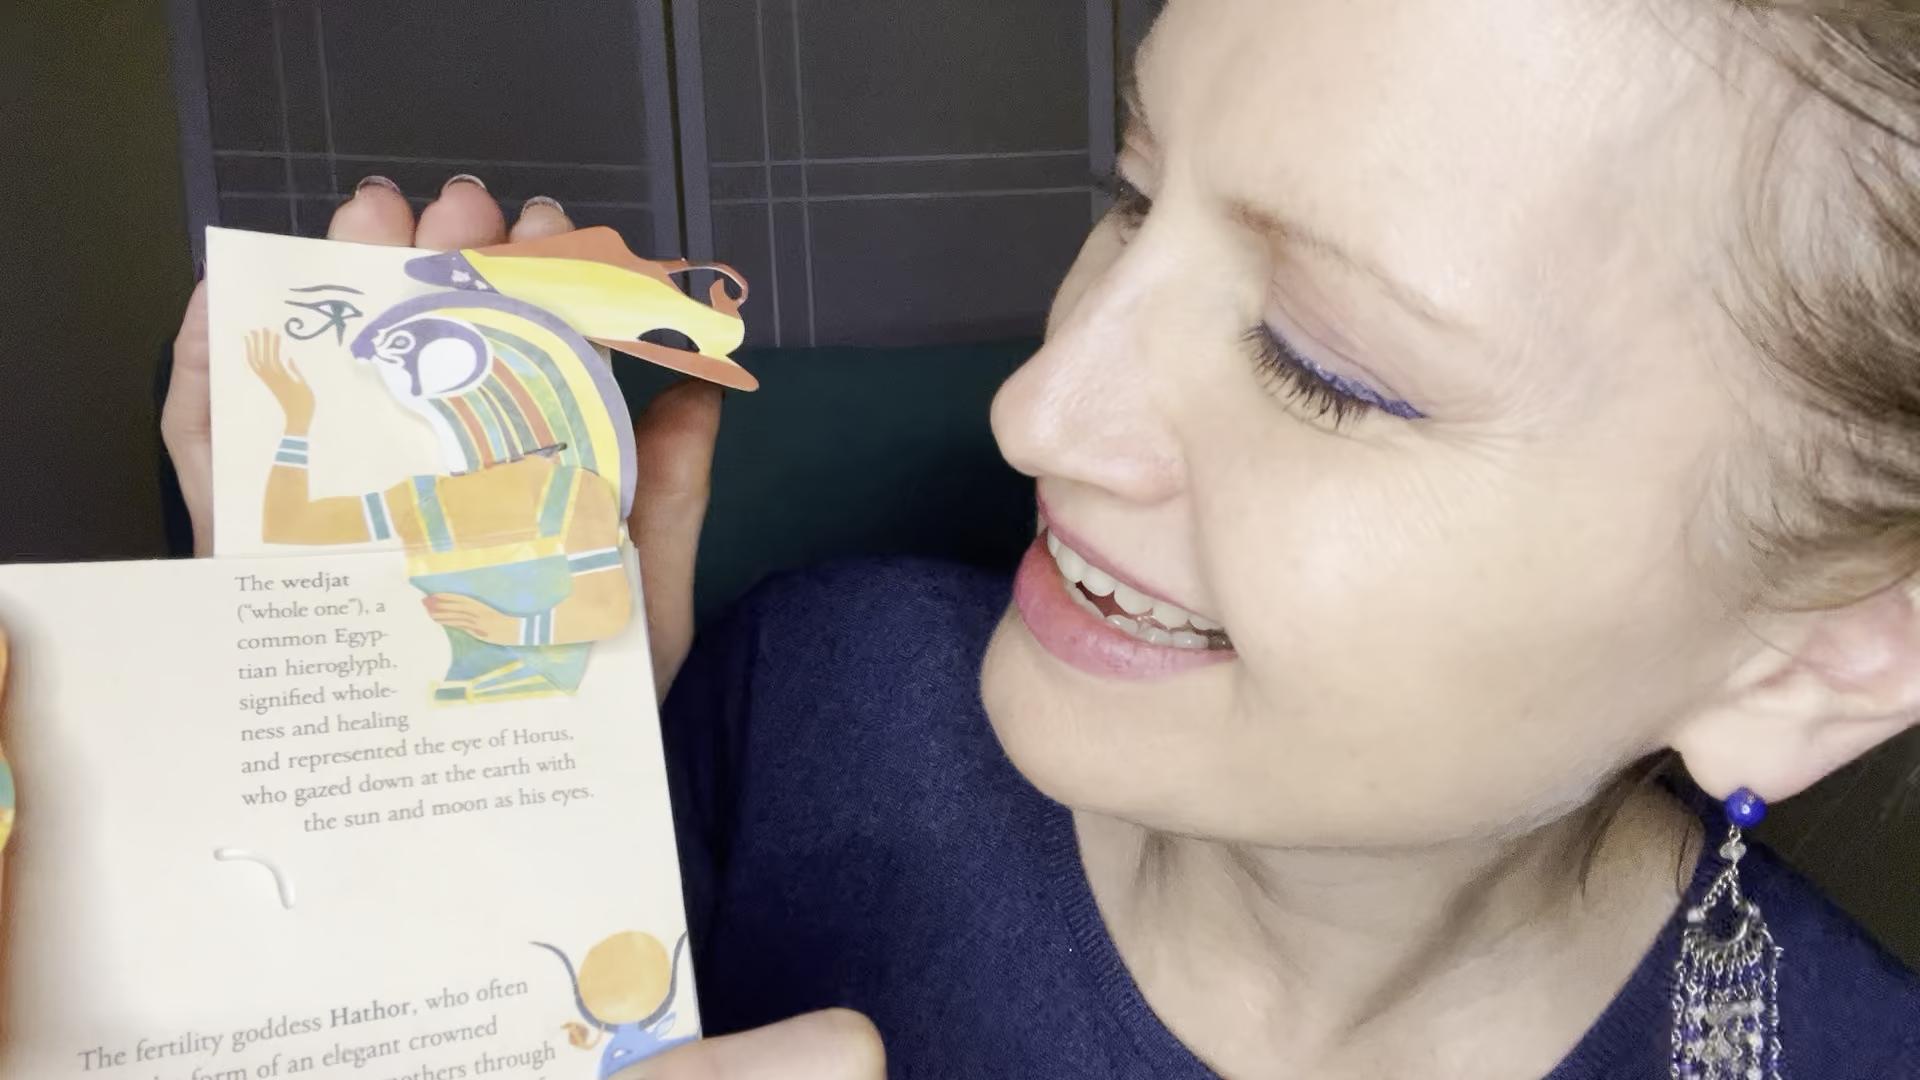 The wedjat
("whole one"), a
common Egyp-
tian hieroglyph,
signified whole-
ness and healing
and represented the eye of Horus,
who gazed down at the earth with
the sun and moon as his eyes.
The fertility goddess Hathor, who often
form of an elegant crowned
through